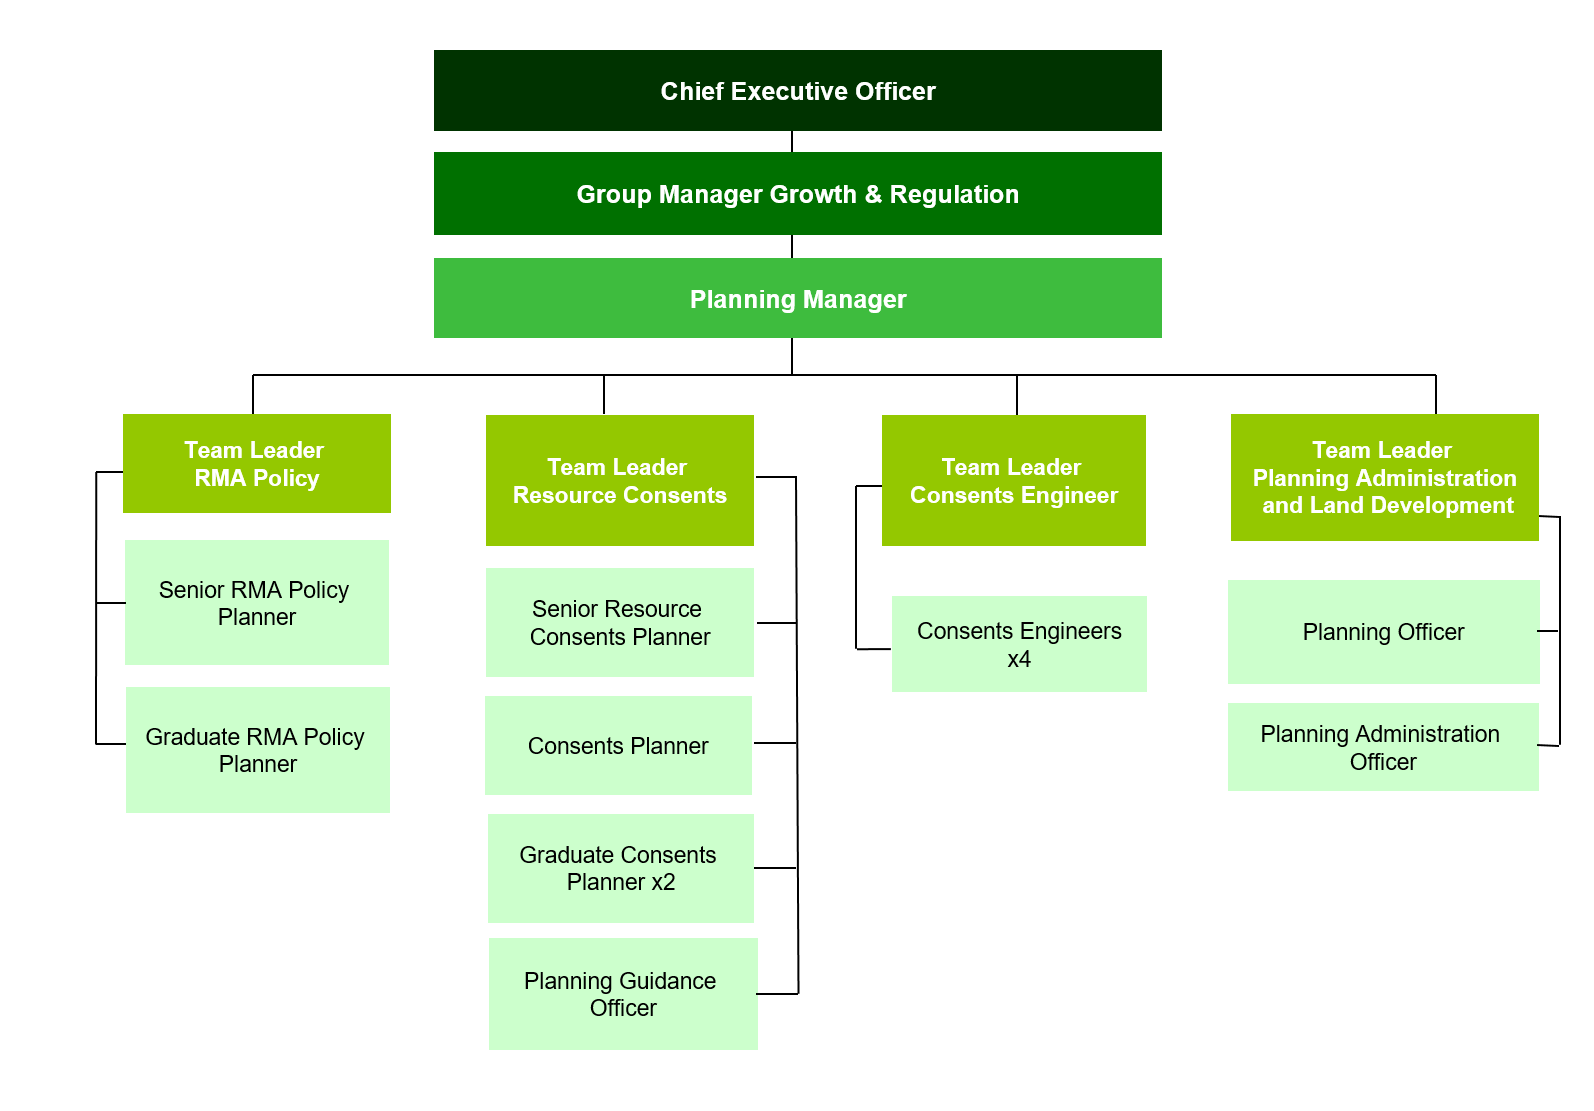 Chief Executive Officer
Group Manager Growth & Regulation
Planning Manager
Team Leader
RMA Policy
Senior RMA Policy
Planner
Graduate RMA Policy
Planner
Team Leader
Resource Consents
Senior Resource
Consents Planner
Consents Planner
Graduate Consents
Planner x2
Planning Guidance
Officer
Team Leader
Consents Engineer
Consents Engineers
x4
Team Leader
Planning Administration
and Land Development
Planning Officer
Planning Administration
Officer